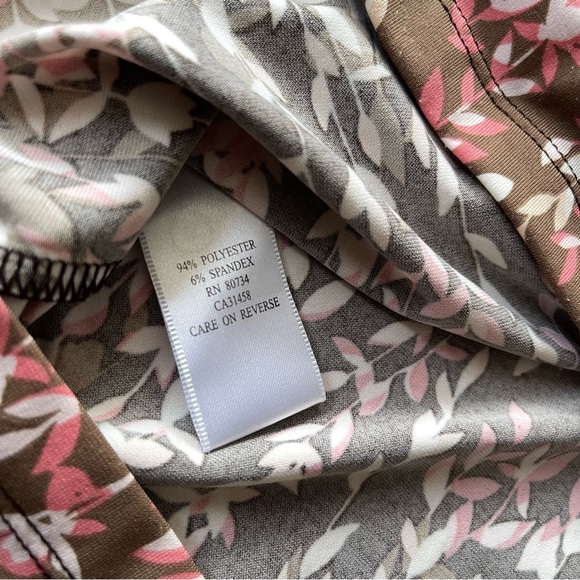 94% POLYESTER
6% SPANDEX
RN 80734
CA31458
CARE ON REVERSE